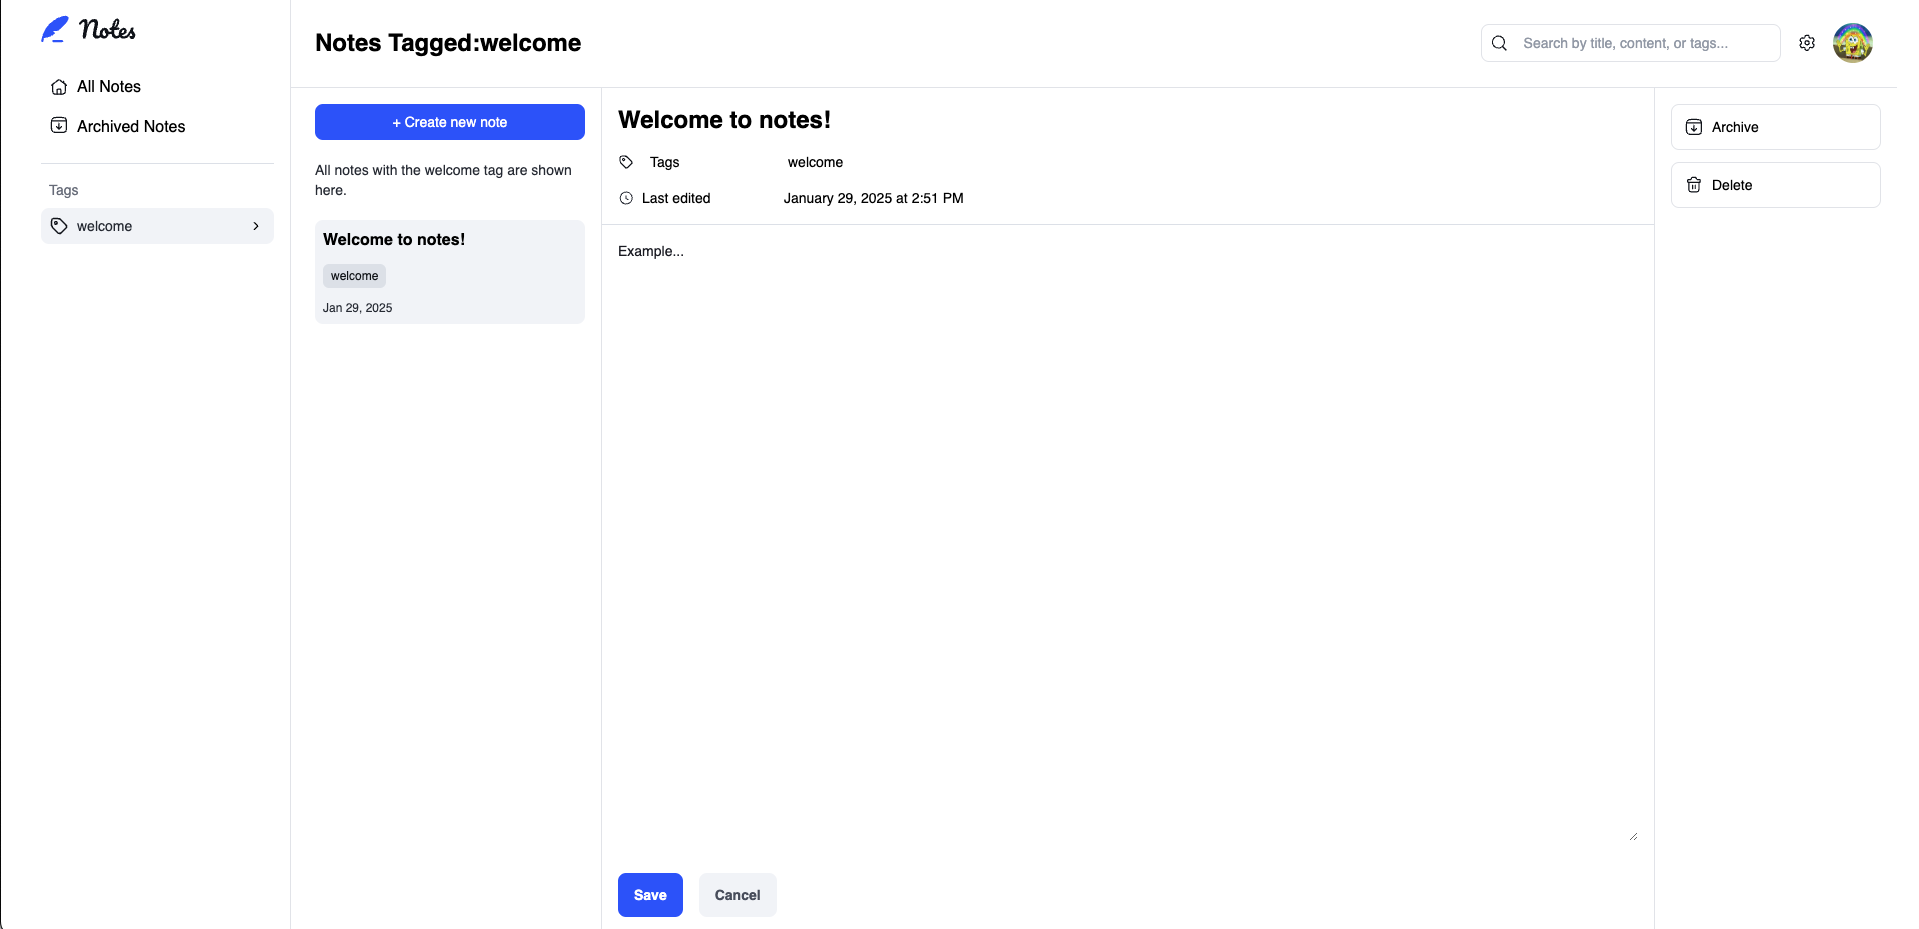 Notes
All Notes
Archived Notes
Tags
welcome
Notes Tagged:welcome
Search by title, content, or tags...
+ Create new note
All notes with the welcome tag are shown
here.
Welcome to notes!
welcome
Jan 29, 2025
Welcome to notes!
Tags welcome
Last edited January 29, 2025 at 2:51 PM
Example...
Save Cancel
Archive
Delete